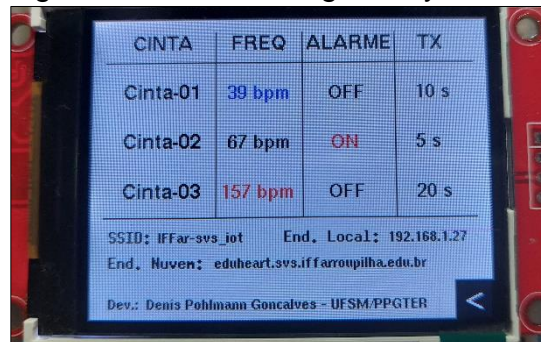 CINTA FREQ ALARME TX
Cinta-01 39 bpm OFF 10 s
Cinta-02 67 bpm ON 5 s
Cinta-03 157 bpm OFF 20 s
SSID: IFFar-svs_iot End. Local: 192.168.1.27
End. Nuvem: eduheart.svs.iffarroupilha.edu.br
Dev.: Denis Pohlmann Goncalves - UFSM/PPGTER <